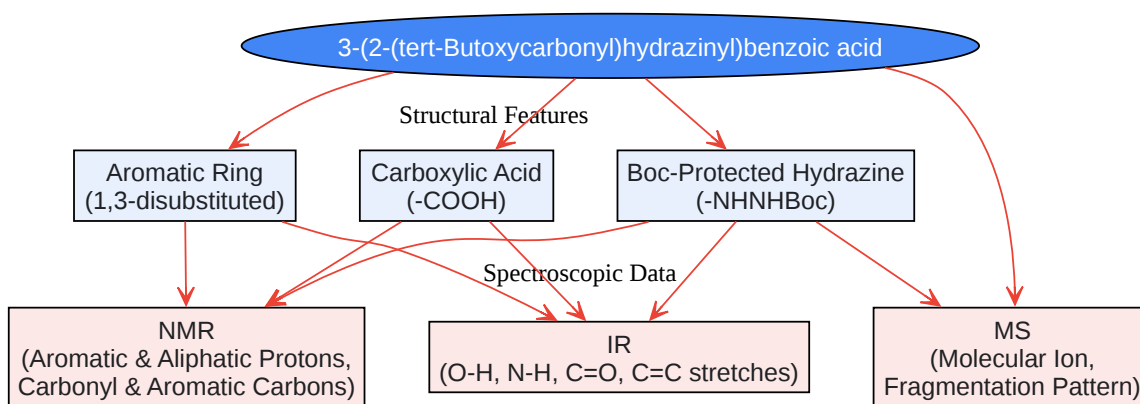 3-(2-(tert-Butoxycarbonyl)hydrazinyl)benzoic acid
Structural Features
Aromatic Ring
(1,3-disubstituted)
Carboxylic Acid
(-COOH)
Boc-Protected Hydrazine
(-NHNHBoc)
Spectroscopic Data
NMR
(Aromatic & Aliphatic Protons,
Carbonyl & Aromatic Carbons)
IR
(O-H, N-H, C=O, C=C stretches)
MS
(Molecular Ion,
Fragmentation Pattern)